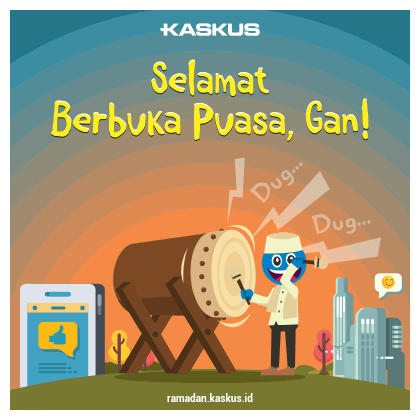 KASKUS
Selamat
Berbuka Puasa, Gan!
Dug...
Dug...
ramadan.kaskus.id